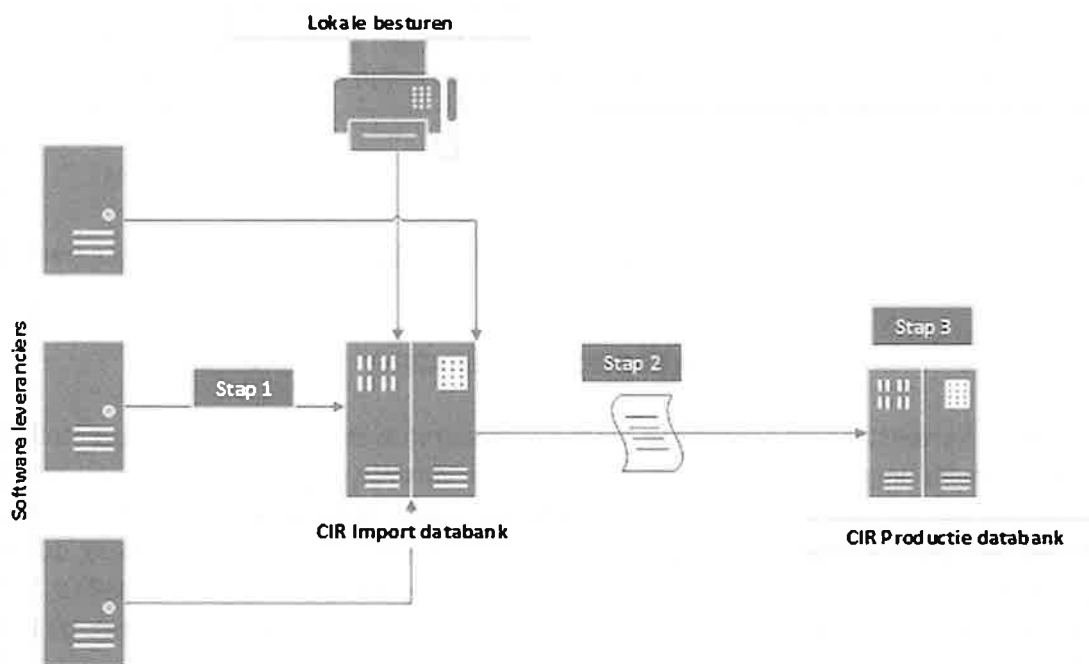 Lokale besturen
Software leveranciers
Stap 1
Stap 2
Stap 3
CIR Import databank
CIR Productie databank